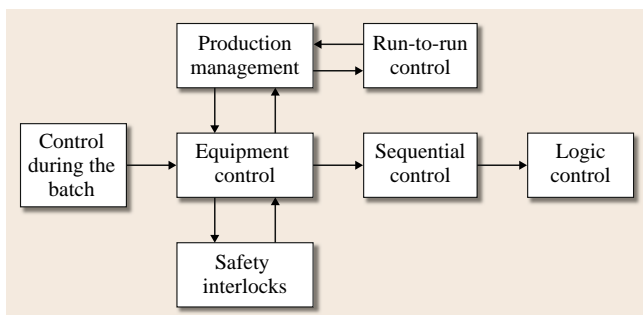 Production
management
Run-to-run
control
Control
during the
batch
Equipment
control
Sequential
control
Logic
control
Safety
interlocks